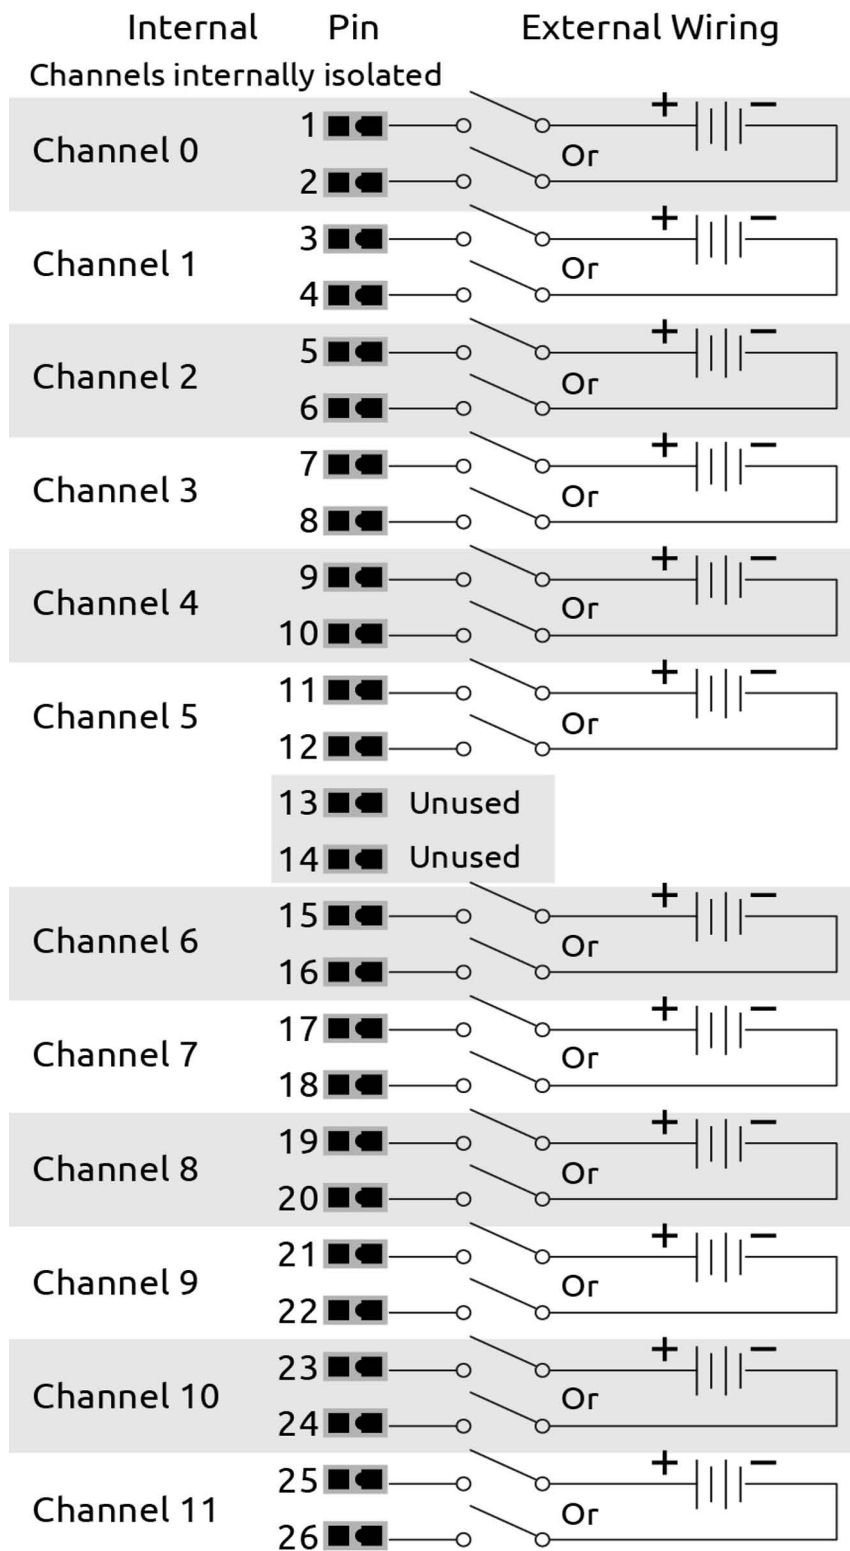 Internal Pin External Wiring
Channels internally isolated
Channel 0
1 + −
Or
2
Channel 1
3 + −
Or
4
Channel 2
5 + −
Or
6
Channel 3
7 + −
Or
8
Channel 4
9 + −
Or
10
Channel 5
11 + −
Or
12
13 Unused
14 Unused
Channel 6
15 + −
Or
16
Channel 7
17 + −
Or
18
Channel 8
19 + −
Or
20
Channel 9
21 + −
Or
22
Channel 10
23 + −
Or
24
Channel 11
25 + −
Or
26